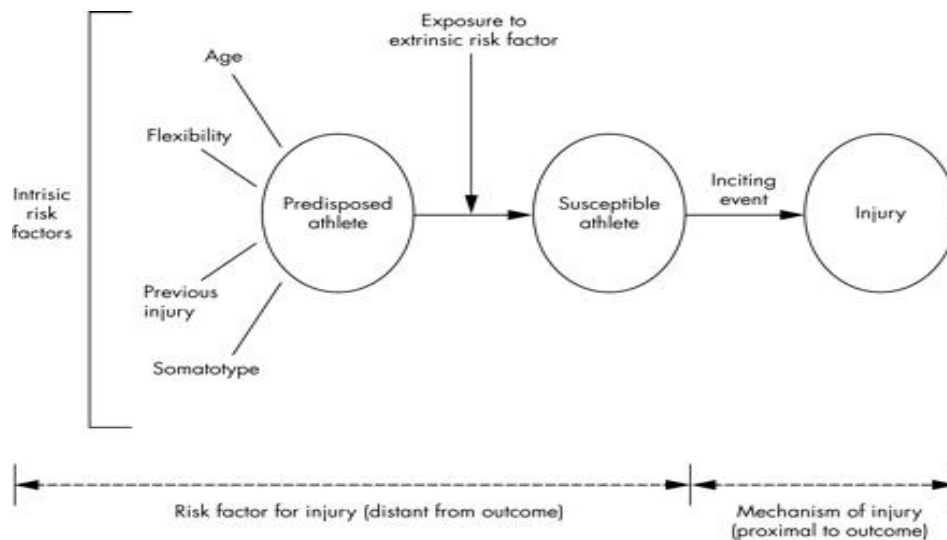 Exposure to
extrinsic risk factor
Age
Flexibility
Intrisic
risk
factors
Predisposed
athlete
Susceptible
athlete
Inciting
event
Injury
Previous
injury
Somatotype
Risk factor for injury (distant from outcome)
Mechanism of injury
(proximal to outcome)